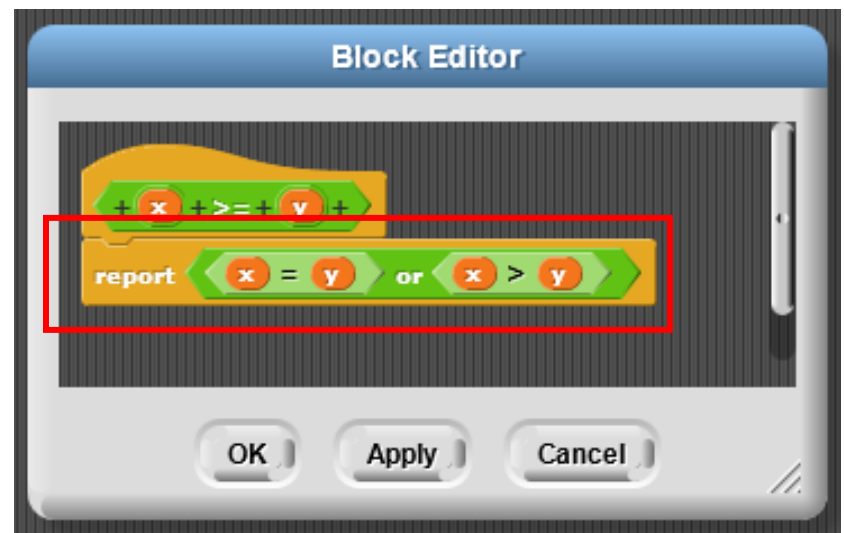 Block Editor
+ x + >= + y +
report x = y or x > y
OK Apply Cancel